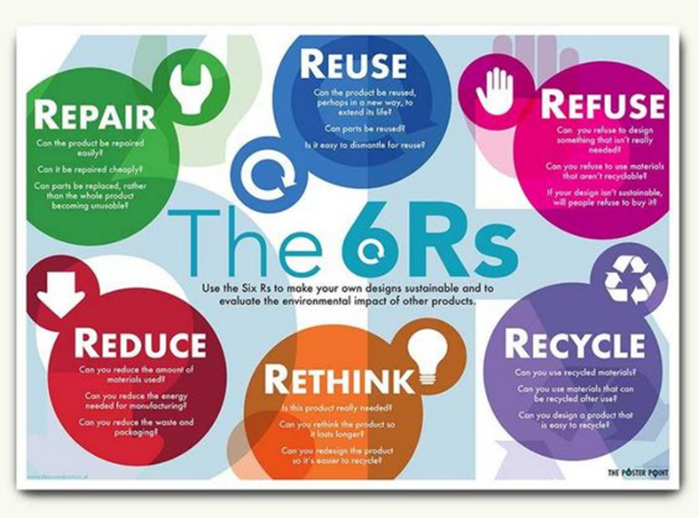 REPAIR
Can the product be repaired
easily?
Can it be repaired cheaply?
Can parts be replaced, rather
than the whole product
becoming unusable?
REUSE
Can the product be reused,
perhaps in a new way, to
extend its life?
Can parts be reused?
Is it easy to dismantle for reuse?
REFUSE
Can you refuse to design
something that isn't really
needed?
Can you refuse to use materials
that aren't recyclable?
If your design isn't sustainable,
will people refuse to buy it?
The 6Rs
Use the Six Rs to make your own designs sustainable and to
evaluate the environmental impact of other products.
REDUCE
Can you reduce the amount of
materials used?
Can you reduce the energy
needed for manufacturing?
Can you reduce the waste and
packaging?
RETHINK
Is this product really needed?
Can you rethink the product so
it lasts longer?
Can you redesign the product
so it's easier to recycle?
RECYCLE
Can you use recycled materials?
Can you use materials that can
be recycled after use?
Can you design a product that
is easy to recycle?
THE POSTER POINT